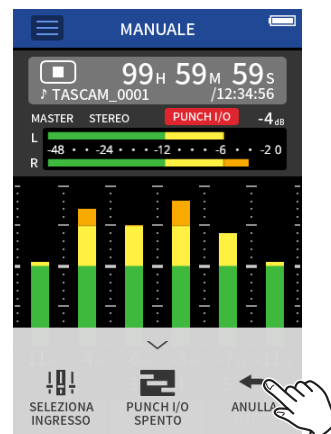 MANUALE
99H 59M 59S
♪ TASCAM_0001 /12:34:56
MASTER STEREO PUNCH I/O -4dB
L
-48 • • -24 • • • -12 • • • -6 • • -2 0
R
SELEZIONA INGRESSO
PUNCH I/O SPENTO
ANULLA